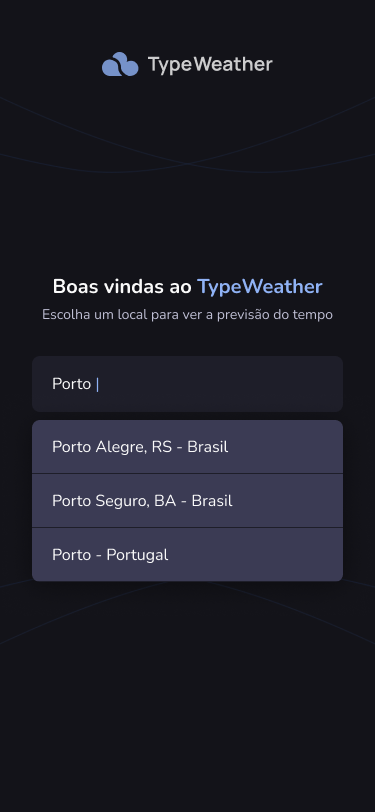 TypeWeather
Boas vindas ao TypeWeather
Escolha um local para ver a previsão do tempo
Porto |
Porto Alegre, RS - Brasil
Porto Seguro, BA - Brasil
Porto - Portugal